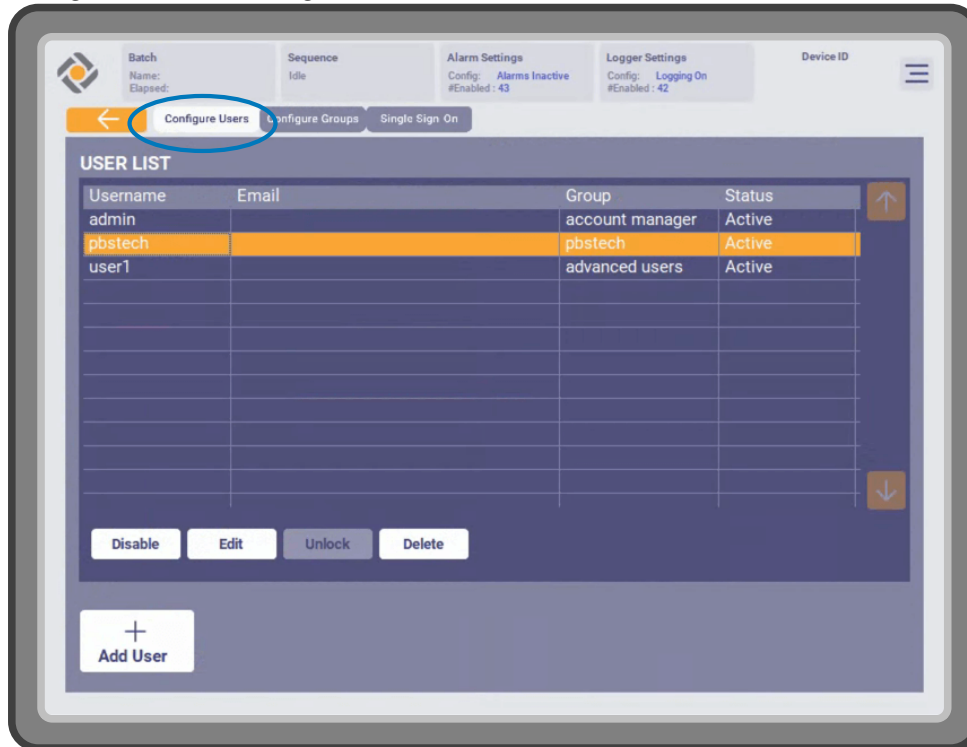 Batch
Name:
Elapsed:
Sequence
Idle
Alarm Settings
Config: Alarms Inactive
#Enabled : 43
Logger Settings
Config: Logging On
#Enabled : 42
Device ID
Configure Users Configure Groups Single Sign On
USER LIST
Username Email Group Status
admin account manager Active
pbstech pbstech Active
user1 advanced users Active
Disable Edit Unlock Delete
Add User